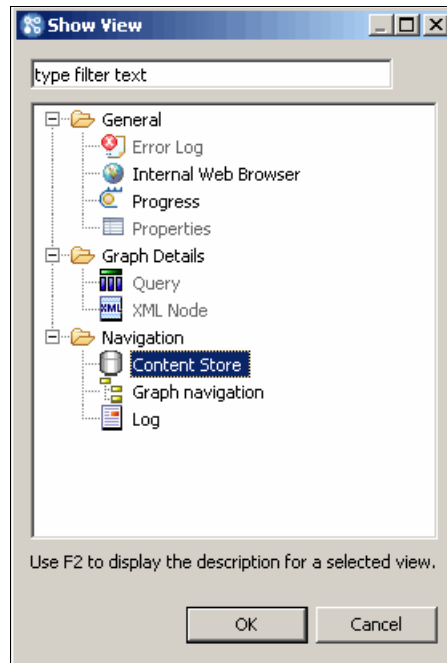 Show View
type filter text
General
Error Log
Internal Web Browser
Progress
Properties
Graph Details
Query
XML Node
Navigation
Content Store
Graph navigation
Log
Use F2 to display the description for a selected view.
OK Cancel